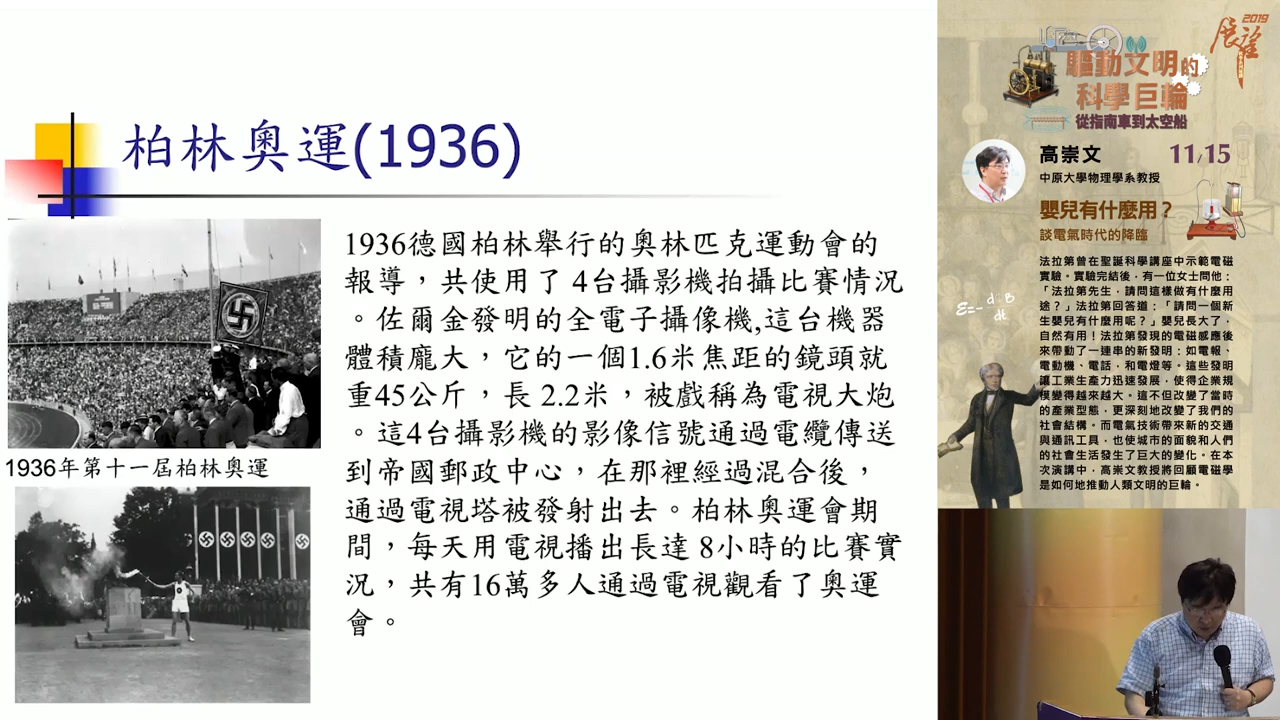 柏林奧運(1936)
1936德國柏林舉行的奧林匹克運動會的
報導，共使用了 4台攝影機拍攝比賽情況
。佐爾金發明的全電子攝像機,這台機器
體積龐大，它的一個1.6米焦距的鏡頭就
重45公斤，長 2.2米，被戲稱為電視大炮
。這4台攝影機的影像信號通過電纜傳送
到帝國郵政中心，在那裡經過混合後，
通過電視塔被發射出去。柏林奧運會期
間，每天用電視播出長達 8小時的比賽實
況，共有16萬多人通過電視觀看了奧運
會。
1936年第十一屆柏林奧運
2019
展望
驅動文明的
科學巨輪
從指南車到太空船
高崇文
11/15
中原大學物理學系教授
嬰兒有什麼用？
談電氣時代的降臨
法拉第曾在聖誕科學講座中示範電磁
實驗。實驗完結後，有一位女士問他：
「法拉第先生，請問這樣做有什麼用
途？」法拉第回答道：「請問一個新
生嬰兒有什麼用呢？」嬰兒長大了，
自然有用！法拉第發現的電磁感應後
來帶動了一連串的新發明：如電報、
電動機、電話，和電燈等。這些發明
讓工業生產力迅速發展，使得企業規
模變得越來越大。這不但改變了當時
的產業型態，更深刻地改變了我們的
社會結構。而電氣技術帶來新的交通
與通訊工具，也使城市的面貌和人們
的社會生活發生了巨大的變化。在本
次演講中，高崇文教授將回顧電磁學
是如何地推動人類文明的巨輪。